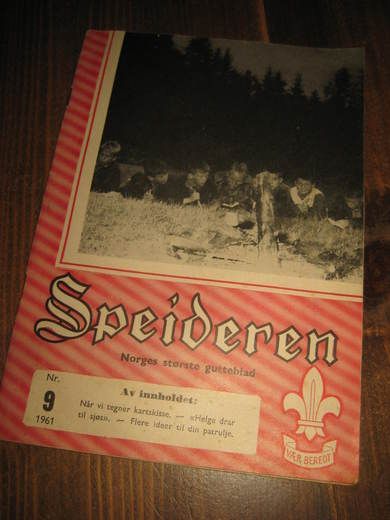 Speideren
Norges største gutteblad
Nr.
9
1961
Av innholdet:
Når vi tegner kartskisse. — «Helge drar
til sjøs». — Flere ideer til din patrulje.
VÆR BEREDT